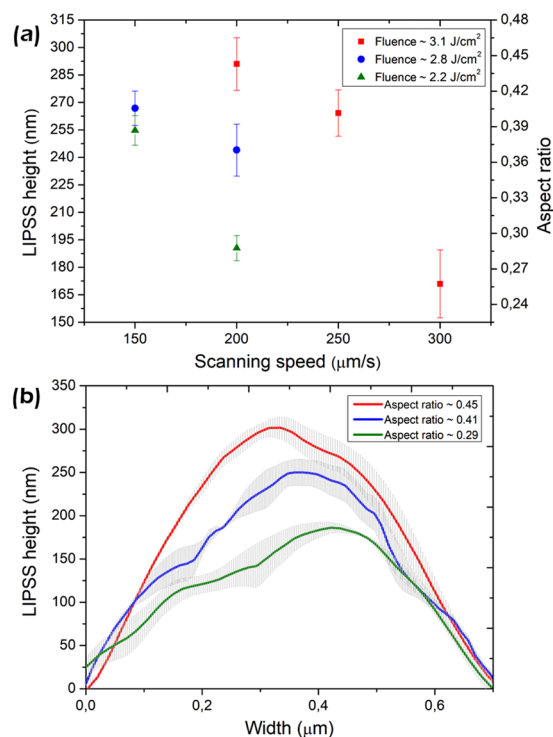 (a)
315
300
285
270
255
240
225
210
195
180
165
150
LIPSS height (nm)
Fluence ~ 3.1 J/cm²
Fluence ~ 2.8 J/cm²
Fluence ~ 2.2 J/cm²
0,48
0,45
0,42
0,39
0,36
0,33
0,30
0,27
0,24
Aspect ratio
150 200 250 300
Scanning speed (μm/s)
(b)
350
300
250
200
150
100
50
0
LIPSS height (nm)
Aspect ratio ~ 0.45
Aspect ratio ~ 0.41
Aspect ratio ~ 0.29
0,0 0,2 0,4 0,6
Width (μm)